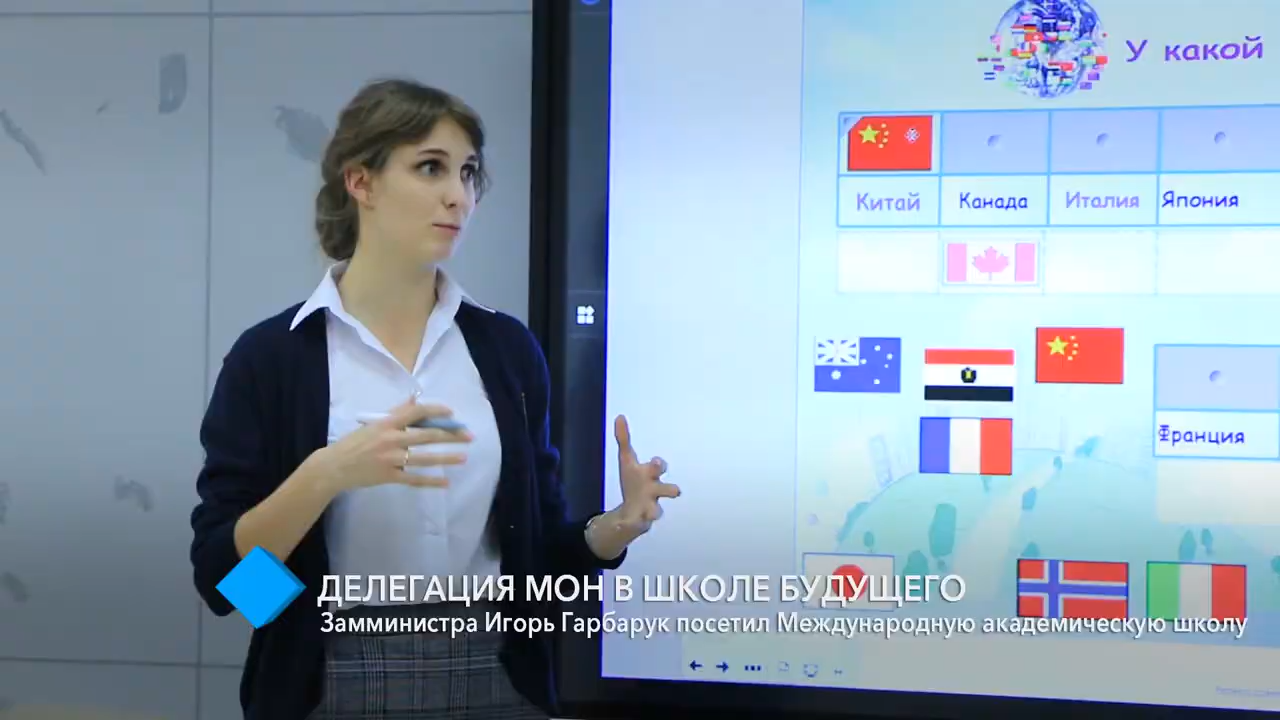 У какой
Китай Канада Италия Япония
Франция
ДЕЛЕГАЦИЯ МОН В ШКОЛЕ БУДУЩЕГО
Замминистра Игорь Гарбарук посетил Международную академическую школу